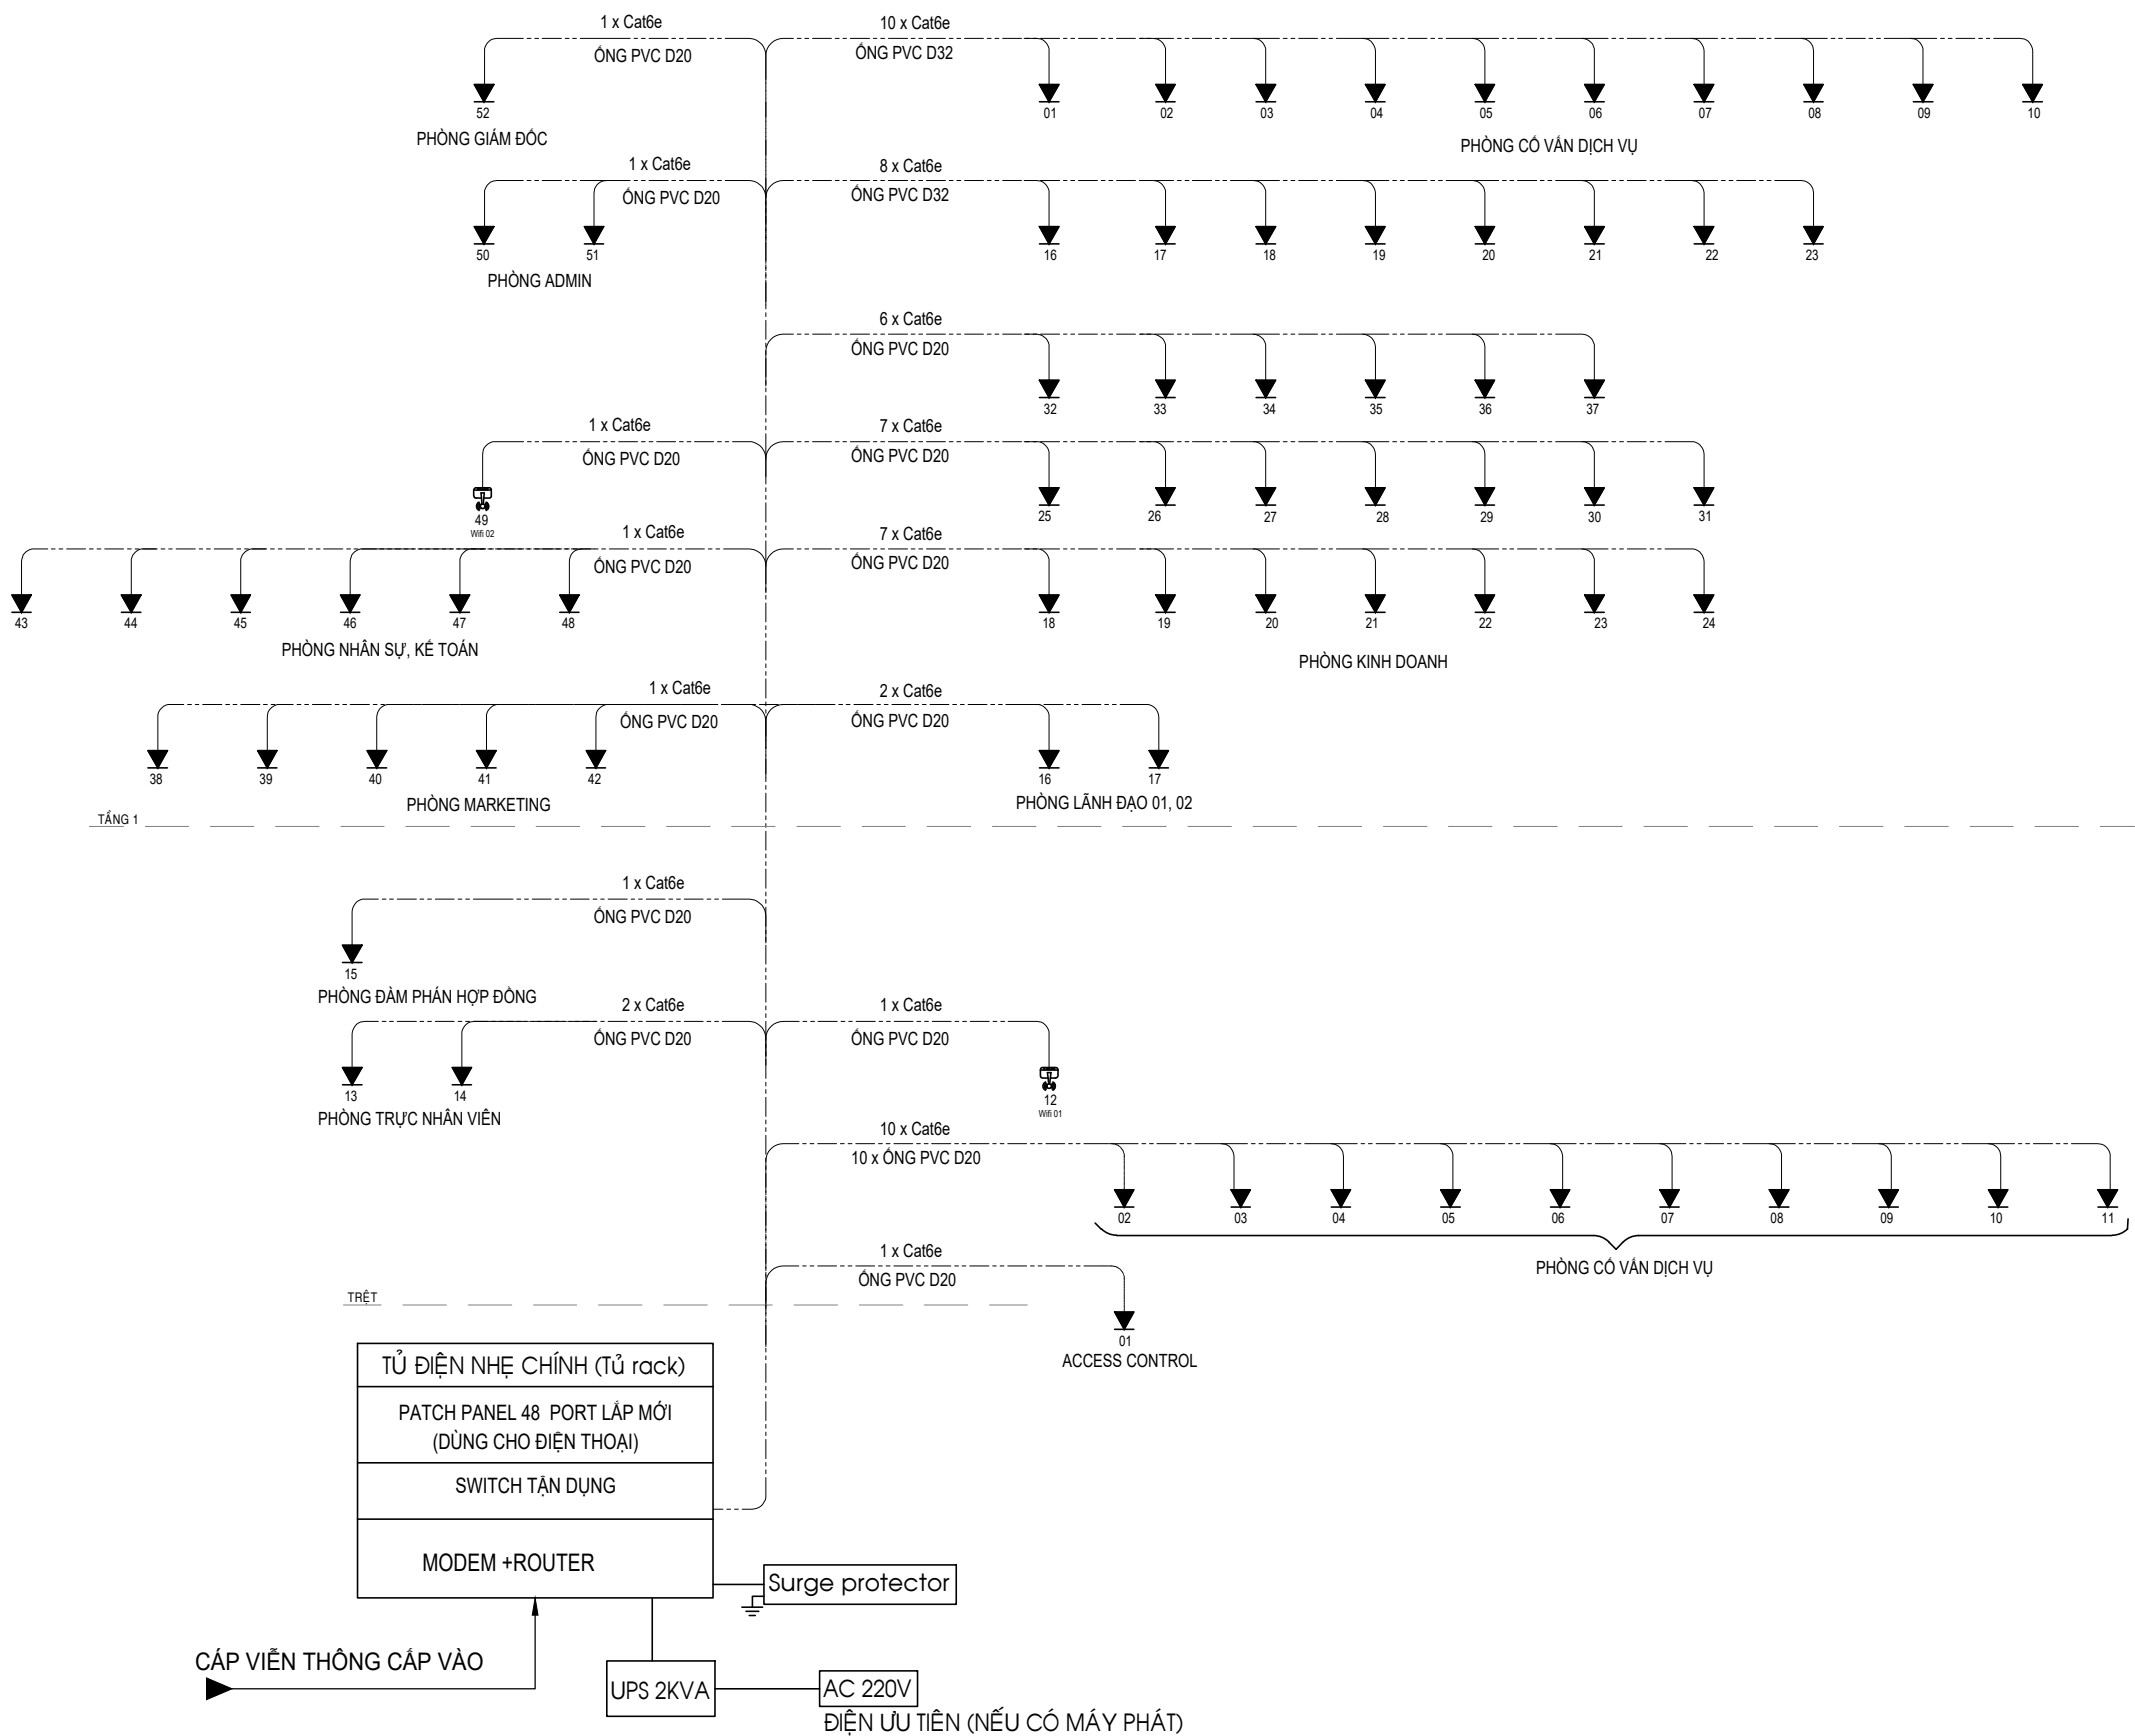 1 x Cat6e
ỐNG PVC D20
52
PHÒNG GIÁM ĐỐC
10 x Cat6e
ỐNG PVC D32
01 02 03 04 05 06 07 08 09 10
PHÒNG CỐ VẤN DỊCH VỤ
1 x Cat6e
ỐNG PVC D20
50 51
PHÒNG ADMIN
8 x Cat6e
ỐNG PVC D32
16 17 18 19 20 21 22 23
6 x Cat6e
ỐNG PVC D20
32 33 34 35 36 37
1 x Cat6e
ỐNG PVC D20
49
Wifi 02
7 x Cat6e
ỐNG PVC D20
25 26 27 28 29 30 31
1 x Cat6e
ỐNG PVC D20
43 44 45 46 47 48
PHÒNG NHÂN SỰ, KẾ TOÁN
7 x Cat6e
ỐNG PVC D20
18 19 20 21 22 23 24
PHÒNG KINH DOANH
1 x Cat6e
ỐNG PVC D20
38 39 40 41 42
PHÒNG MARKETING
2 x Cat6e
ỐNG PVC D20
16 17
PHÒNG LÃNH ĐẠO 01, 02
TẦNG 1
1 x Cat6e
ỐNG PVC D20
15
PHÒNG ĐÀM PHÁN HỢP ĐỒNG
2 x Cat6e
ỐNG PVC D20
13 14
PHÒNG TRỰC NHÂN VIÊN
1 x Cat6e
ỐNG PVC D20
12
Wifi 01
10 x Cat6e
10 x ỐNG PVC D20
02 03 04 05 06 07 08 09 10 11
PHÒNG CỐ VẤN DỊCH VỤ
1 x Cat6e
ỐNG PVC D20
01
ACCESS CONTROL
TRỆT
TỦ ĐIỆN NHẸ CHÍNH (Tủ rack)
PATCH PANEL 48 PORT LẮP MỚI
(DÙNG CHO ĐIỆN THOẠI)
SWITCH TẬN DỤNG
MODEM +ROUTER
Surge protector
CÁP VIỄN THÔNG CẤP VÀO
UPS 2KVA
AC 220V
ĐIỆN ƯU TIÊN (NẾU CÓ MÁY PHÁT)